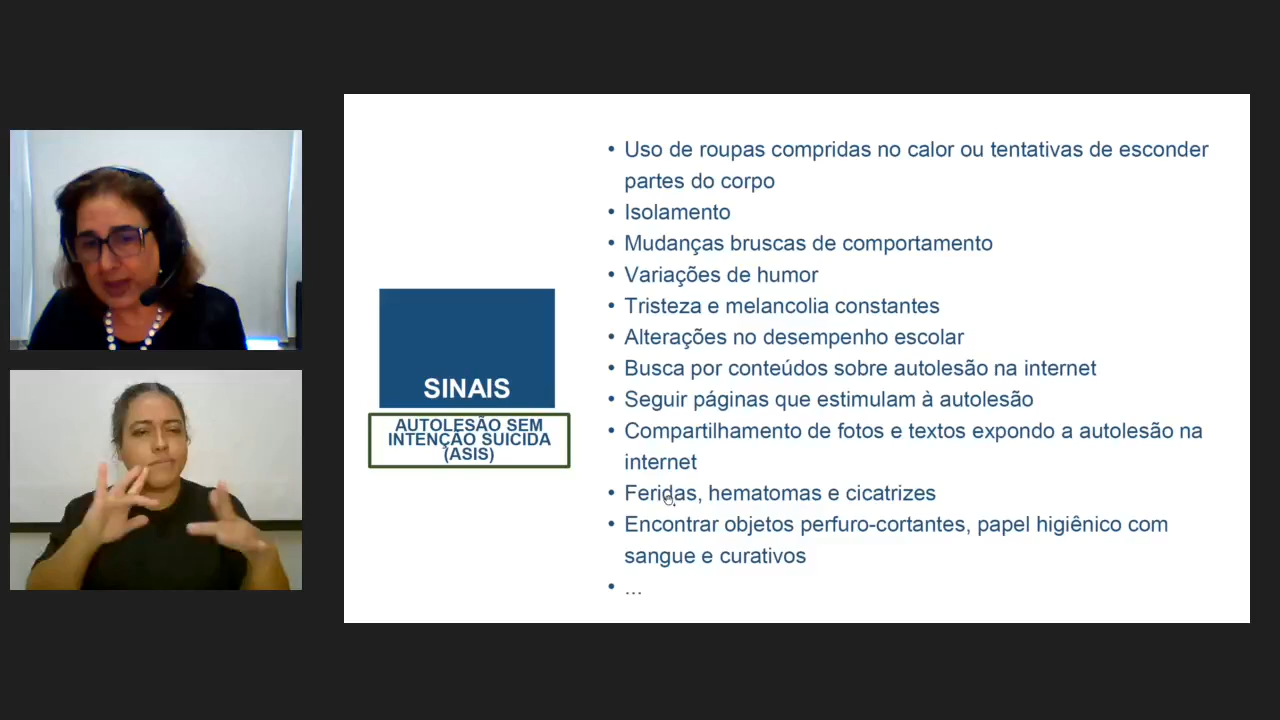 SINAIS
AUTOLESÃO SEM
INTENÇÃO SUICIDA
(ASIS)
• Uso de roupas compridas no calor ou tentativas de esconder
partes do corpo
• Isolamento
• Mudanças bruscas de comportamento
• Variações de humor
• Tristeza e melancolia constantes
• Alterações no desempenho escolar
• Busca por conteúdos sobre autolesão na internet
• Seguir páginas que estimulam à autolesão
• Compartilhamento de fotos e textos expondo a autolesão na
internet
• Feridas, hematomas e cicatrizes
• Encontrar objetos perfuro-cortantes, papel higiênico com
sangue e curativos
• ...